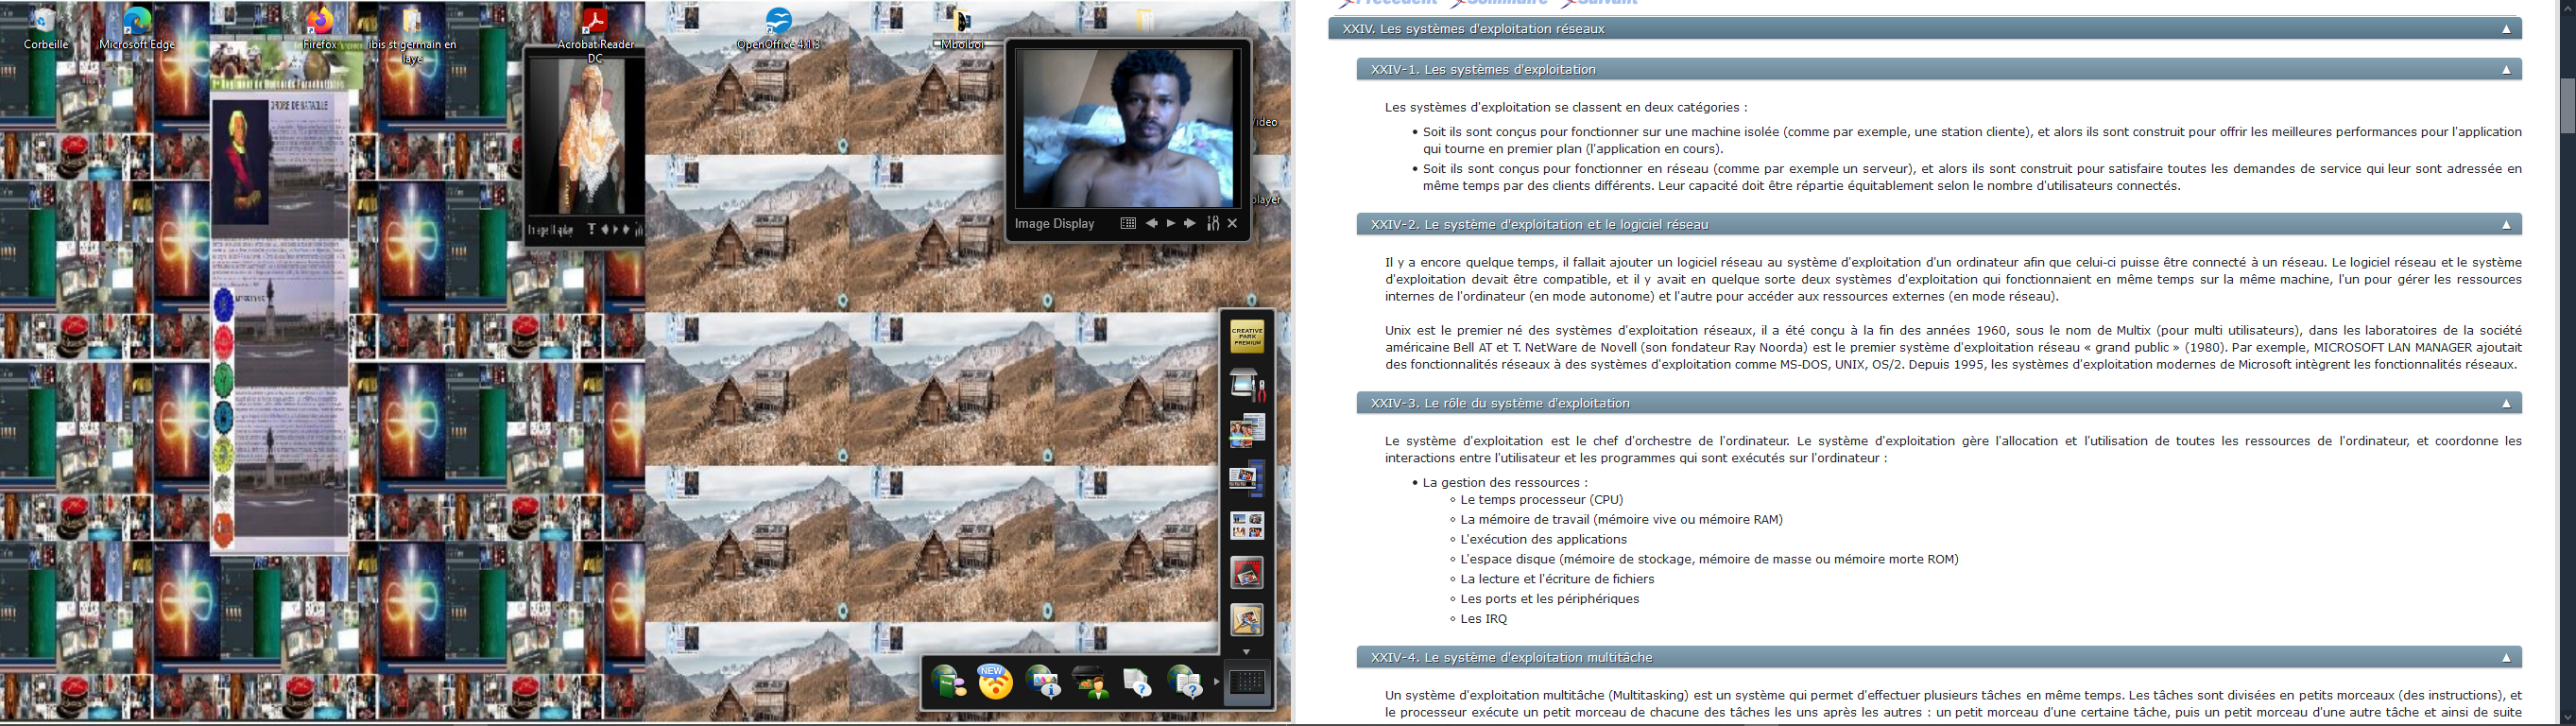 Corbeille
Microsoft Edge
Firefox
ibis st germain en
laye
Acrobat Reader
DC
OpenOffice 4.1.3
Mboiboi
ORDRE DE BATAILLE
Image Display
Image Display
Video
player
CREATIVE
PARK
PREMIUM
NEW
Précédent Sommaire Suivant
XXIV. Les systèmes d'exploitation réseaux
XXIV-1. Les systèmes d'exploitation
Les systèmes d'exploitation se classent en deux catégories :
• Soit ils sont conçus pour fonctionner sur une machine isolée (comme par exemple, une station cliente), et alors ils sont construit pour offrir les meilleures performances pour l'application
qui tourne en premier plan (l'application en cours).
• Soit ils sont conçus pour fonctionner en réseau (comme par exemple un serveur), et alors ils sont construit pour satisfaire toutes les demandes de service qui leur sont adressée en
même temps par des clients différents. Leur capacité doit être répartie équitablement selon le nombre d'utilisateurs connectés.
XXIV-2. Le système d'exploitation et le logiciel réseau
Il y a encore quelque temps, il fallait ajouter un logiciel réseau au système d'exploitation d'un ordinateur afin que celui-ci puisse être connecté à un réseau. Le logiciel réseau et le système
d'exploitation devait être compatible, et il y avait en quelque sorte deux systèmes d'exploitation qui fonctionnaient en même temps sur la même machine, l'un pour gérer les ressources
internes de l'ordinateur (en mode autonome) et l'autre pour accéder aux ressources externes (en mode réseau).
Unix est le premier né des systèmes d'exploitation réseaux, il a été conçu à la fin des années 1960, sous le nom de Multix (pour multi utilisateurs), dans les laboratoires de la société
américaine Bell AT et T. NetWare de Novell (son fondateur Ray Noorda) est le premier système d'exploitation réseau « grand public » (1980). Par exemple, MICROSOFT LAN MANAGER ajoutait
des fonctionnalités réseaux à des systèmes d'exploitation comme MS-DOS, UNIX, OS/2. Depuis 1995, les systèmes d'exploitation modernes de Microsoft intègrent les fonctionnalités réseaux.
XXIV-3. Le rôle du système d'exploitation
Le système d'exploitation est le chef d'orchestre de l'ordinateur. Le système d'exploitation gère l'allocation et l'utilisation de toutes les ressources de l'ordinateur, et coordonne les
interactions entre l'utilisateur et les programmes qui sont exécutés sur l'ordinateur :
• La gestion des ressources :
Le temps processeur (CPU)
La mémoire de travail (mémoire vive ou mémoire RAM)
L'exécution des applications
L'espace disque (mémoire de stockage, mémoire de masse ou mémoire morte ROM)
La lecture et l'écriture de fichiers
Les ports et les périphériques
Les IRQ
XXIV-4. Le système d'exploitation multitâche
Un système d'exploitation multitâche (Multitasking) est un système qui permet d'effectuer plusieurs tâches en même temps. Les tâches sont divisées en petits morceaux (des instructions), et
le processeur exécute un petit morceau de chacune des tâches les uns après les autres : un petit morceau d'une certaine tâche, puis un petit morceau d'une autre tâche et ainsi de suite